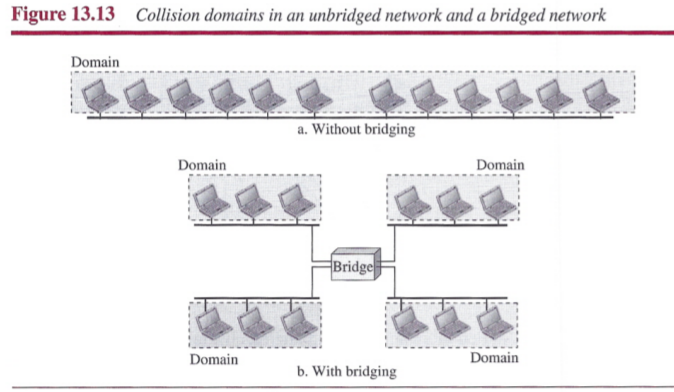 Figure 13.13 Collision domains in an unbridged network and a bridged network
Domain
a. Without bridging
Domain
Domain
Bridge
Domain
Domain
b. With bridging